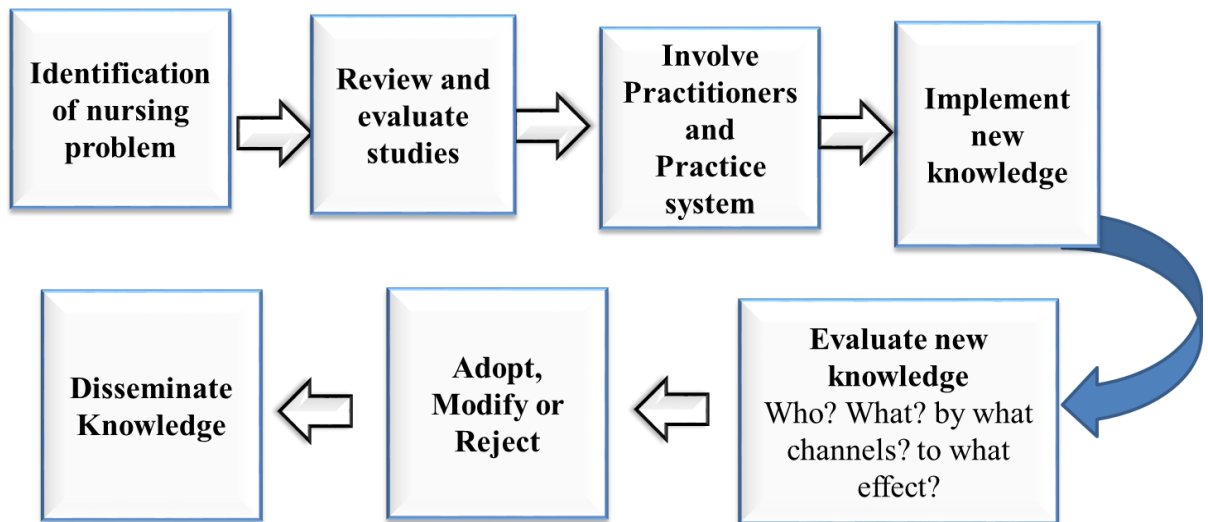 Identification
of nursing
problem
Review and
evaluate
studies
Involve
Practitioners
and
Practice
system
Implement
new
knowledge
Evaluate new
knowledge
Who? What? by what
channels? to what
effect?
Adopt,
Modify or
Reject
Disseminate
Knowledge